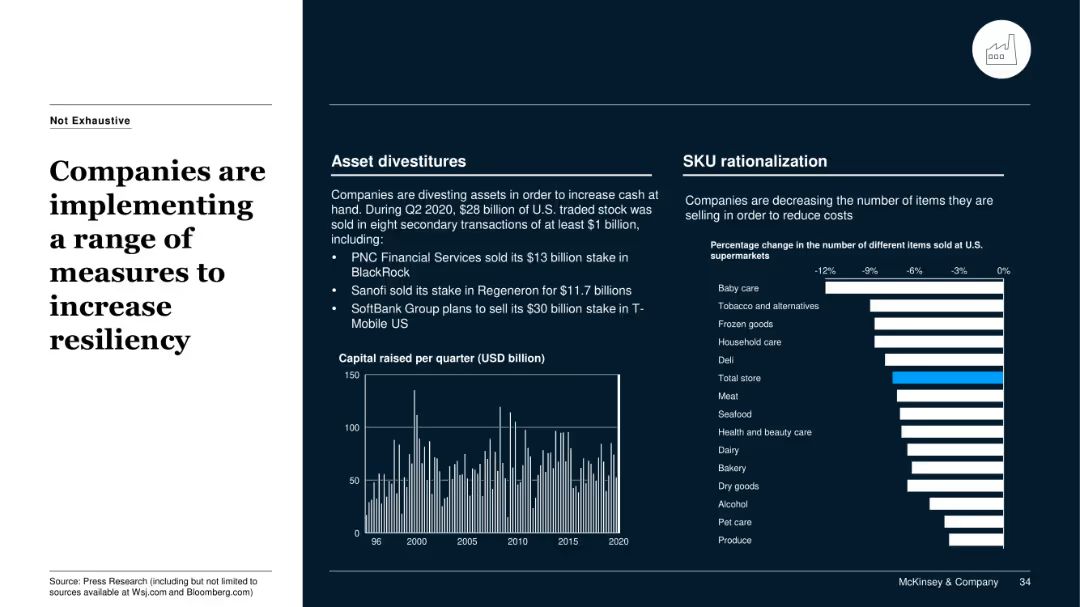 Not Exhaustive
Companies are
implementing
a range of
measures to
increase
resiliency
Asset divestitures
Companies are divesting assets in order to increase cash at
hand. During Q2 2020, $28 billion of U.S. traded stock was
sold in eight secondary transactions of at least $1 billion,
including:
• PNC Financial Services sold its $13 billion stake in
BlackRock
• Sanofi sold its stake in Regeneron for $11.7 billions
• SoftBank Group plans to sell its $30 billion stake in T-
Mobile US
Capital raised per quarter (USD billion)
150
100
50
0
96 2000 2005 2010 2015 2020
SKU rationalization
Companies are decreasing the number of items they are
selling in order to reduce costs
Percentage change in the number of different items sold at U.S.
supermarkets
-12% -9% -6% -3% 0%
Baby care
Tobacco and alternatives
Frozen goods
Household care
Deli
Total store
Meat
Seafood
Health and beauty care
Dairy
Bakery
Dry goods
Alcohol
Pet care
Produce
Source: Press Research (including but not limited to
sources available at Wsj.com and Bloomberg.com)
McKinsey & Company 34